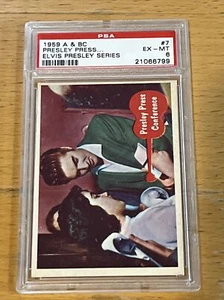 PSA
1959 A & BC #7
PRESLEY PRESS... EX - MT
ELVIS PRESLEY SERIES 6
21066799
Presley Press
Conference